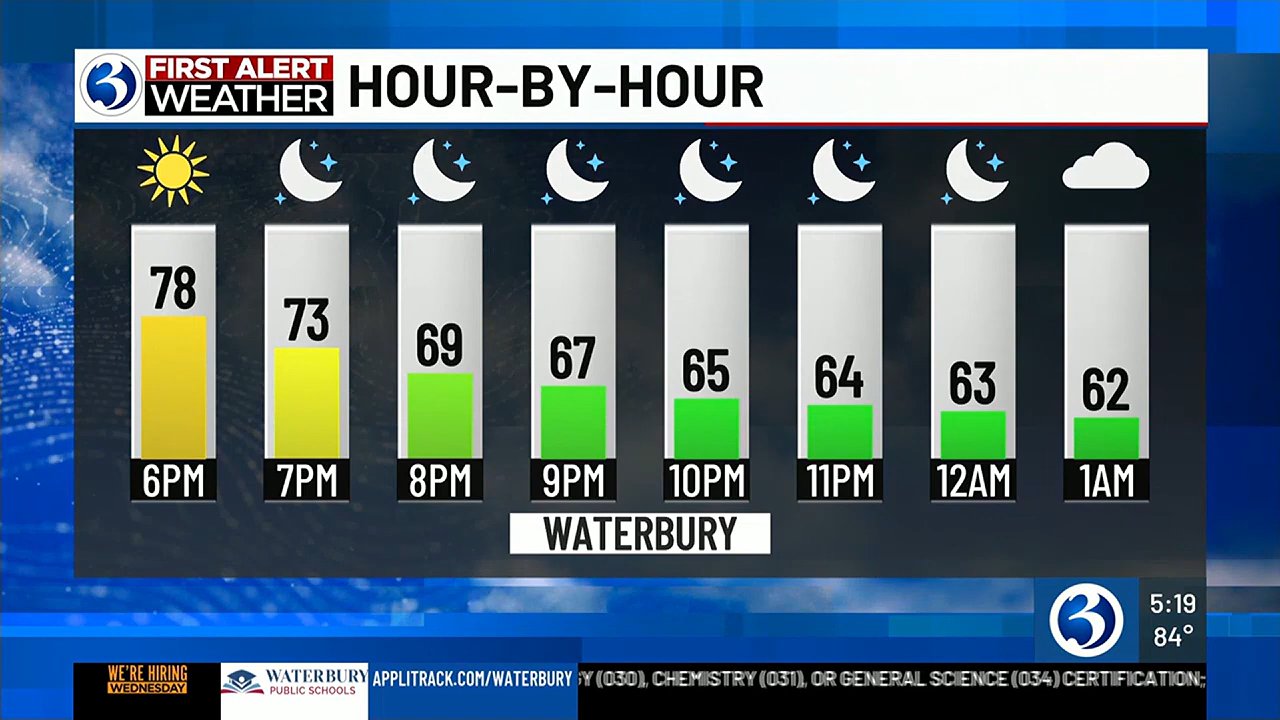 3 FIRST ALERT WEATHER
HOUR-BY-HOUR
78 73 69 67 65 64 63 62
6PM 7PM 8PM 9PM 10PM 11PM 12AM 1AM
WATERBURY
3 5:19
84°
WE'RE HIRING WEDNESDAY
WATERBURY PUBLIC SCHOOLS
APPLITRACK.COM/WATERBURY
(030), CHEMISTRY (031), OR GENERAL SCIENCE (034) CERTIFICATION;